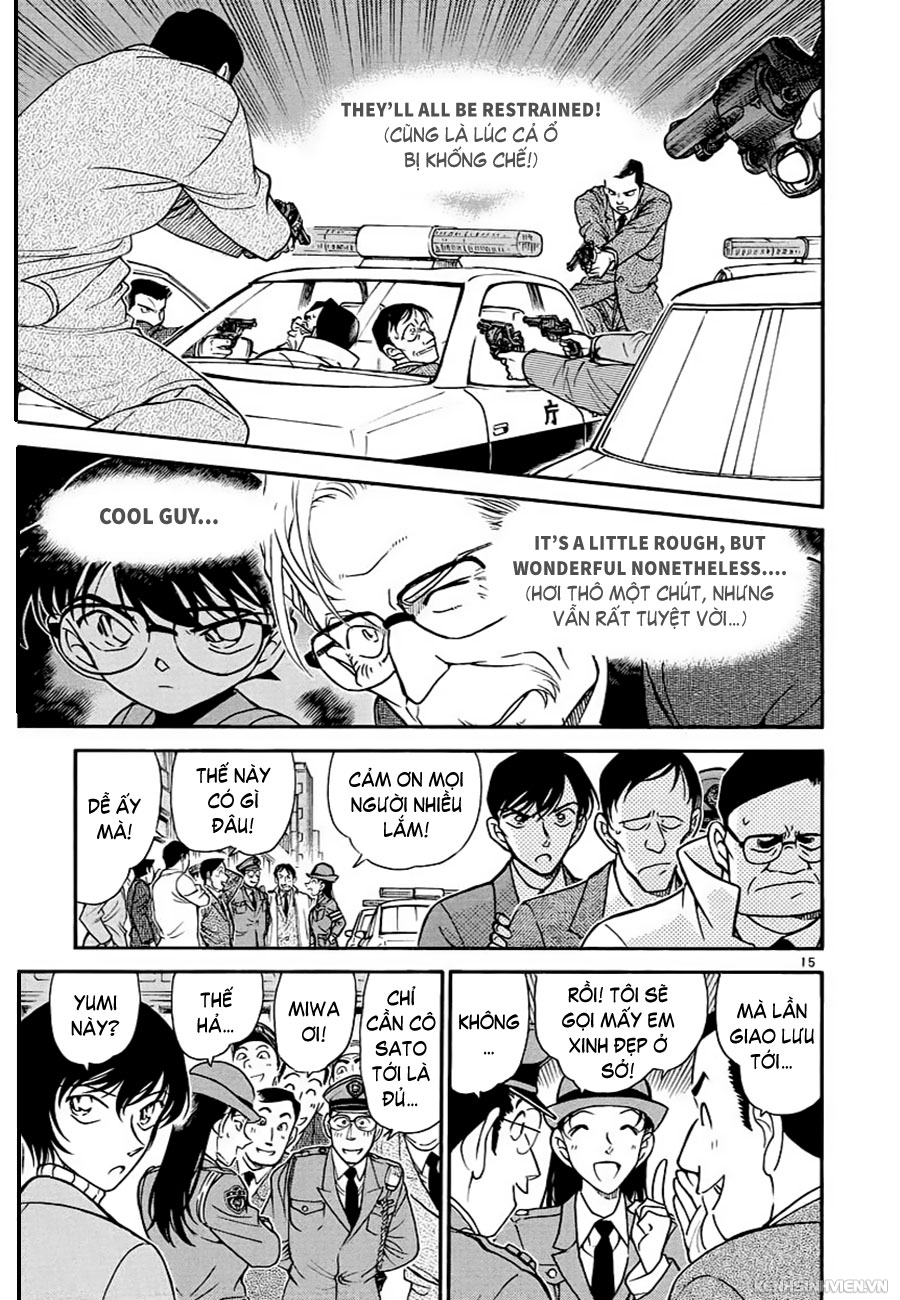 THEY'LL ALL BE RESTRAINED!
(CŨNG LÀ LÚC CẢ Ổ
BỊ KHỐNG CHẾ!)
庁
IT'S A LITTLE ROUGH, BUT
WONDERFUL NONETHELESS....
(HƠI THÔ MỘT CHÚT, NHƯNG
VẪN RẤT TUYỆT VỜI...)
COOL GUY...
CẢM ƠN MỌI
NGƯỜI NHIỀU
LẮM!
THẾ NÀY
CÓ GÌ
ĐÂU!
DỄ ẤY
MÀ!
15
MÀ LẦN
GIAO LƯU
TỚI...
RỒI! TÔI SẼ
GỌI MẤY EM
XINH ĐẸP Ở
SỞ!
KHÔNG
...
CHỈ
CẦN CÔ
SATO
TỚI LÀ
ĐỦ...
MIWA
ƠI!
THẾ
HẢ...
YUMI
NÀY?
KENHSINHVIEN.VN